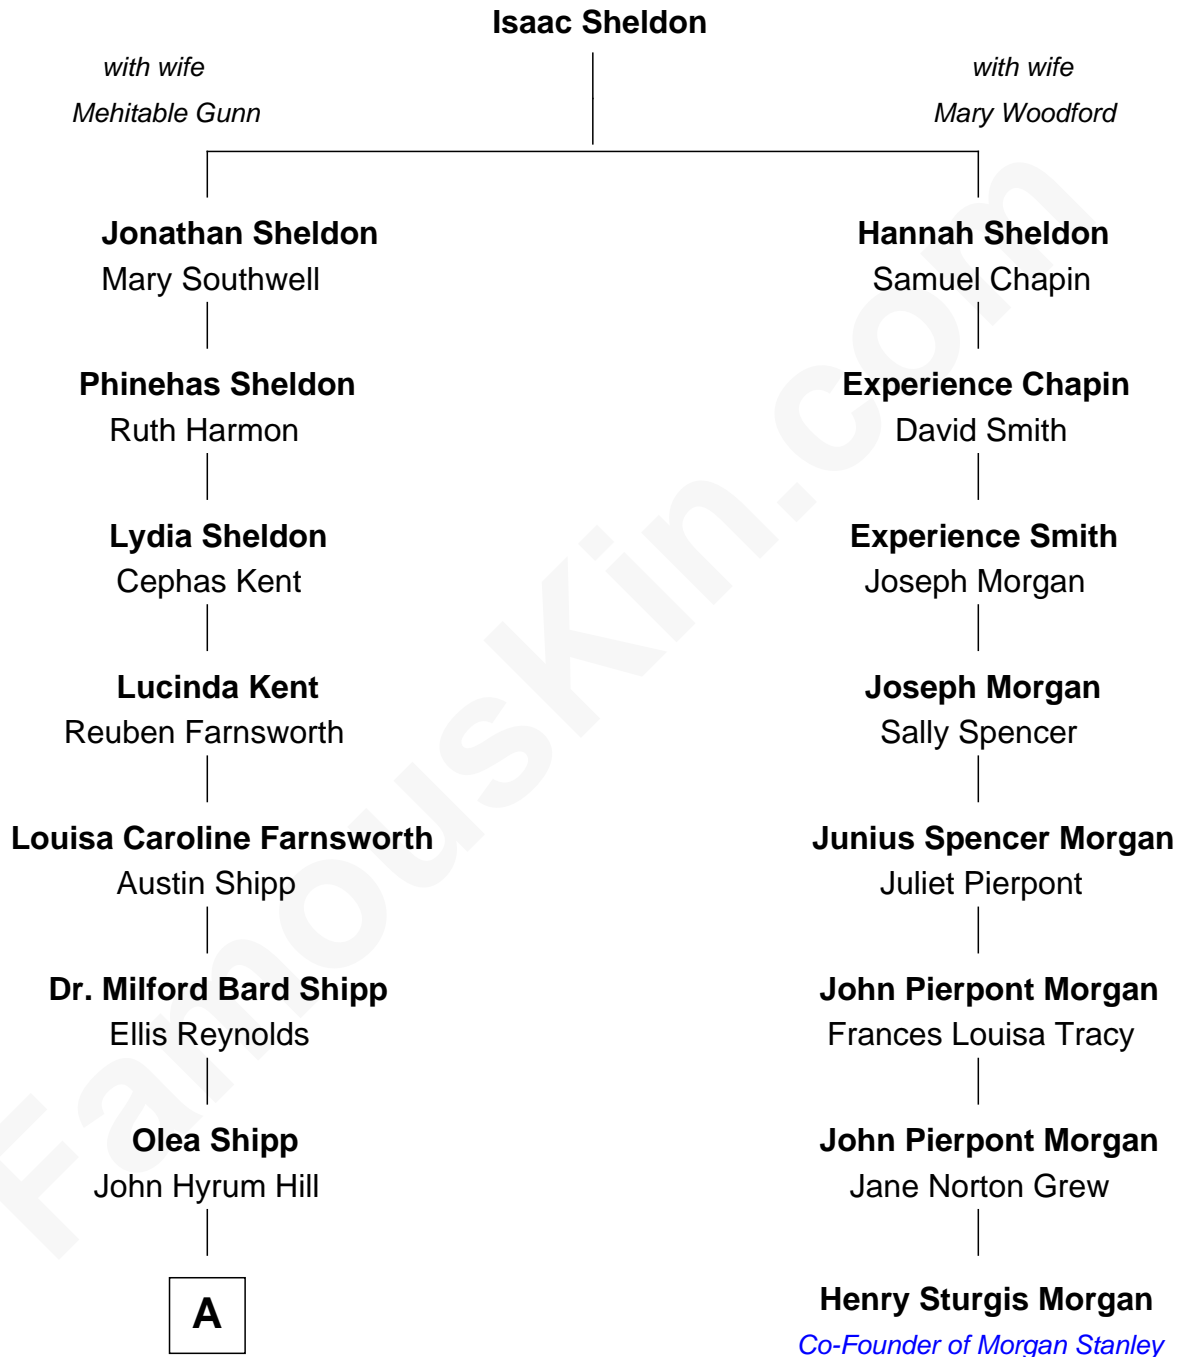 Isaac Sheldon
with wife
Mehitable Gunn
with wife
Mary Woodford
Jonathan Sheldon
Mary Southwell
Hannah Sheldon
Samuel Chapin
Phinehas Sheldon
Ruth Harmon
Experience Chapin
David Smith
Lydia Sheldon
Cephas Kent
Experience Smith
Joseph Morgan
Lucinda Kent
Reuben Farnsworth
Joseph Morgan
Sally Spencer
Louisa Caroline Farnsworth
Austin Shipp
Junius Spencer Morgan
Juliet Pierpont
Dr. Milford Bard Shipp
Ellis Reynolds
John Pierpont Morgan
Frances Louisa Tracy
Olea Shipp
John Hyrum Hill
John Pierpont Morgan
Jane Norton Grew
A
Henry Sturgis Morgan
Co-Founder of Morgan Stanley
FamousKin.com